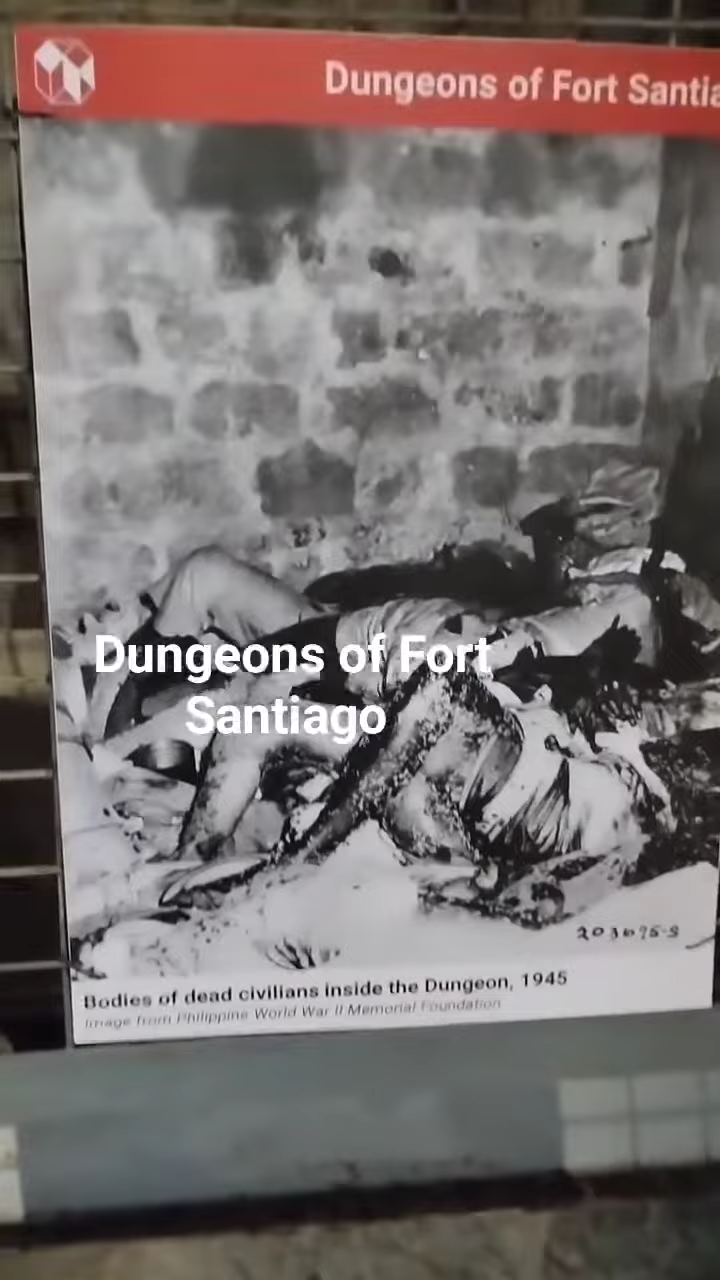 Dungeons of Fort Santia
Dungeons of Fort
Santiago
203695-S
Bodies of dead civilians inside the Dungeon, 1945
Image from Philippine World War II Memorial Foundation